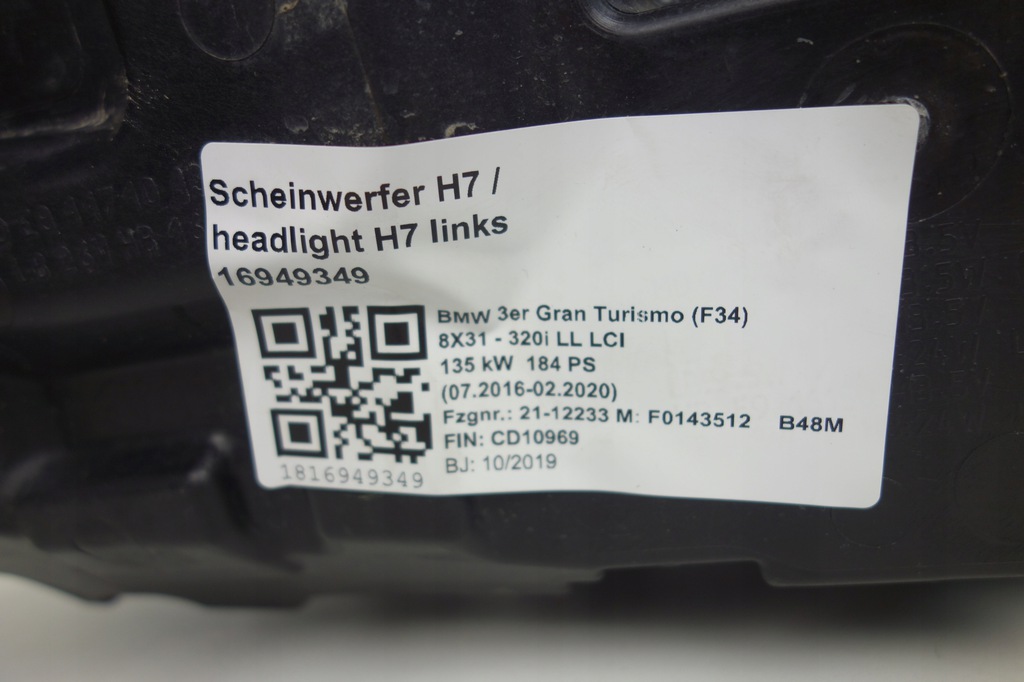 Scheinwerfer H7 /
headlight H7 links
16949349
BMW 3er Gran Turismo (F34)
8X31 - 320i LL LCI
135 kW 184 PS
(07.2016-02.2020)
Fzgnr.: 21-12233 M: F0143512 B48M
FIN: CD10969
BJ: 10/2019
1816949349